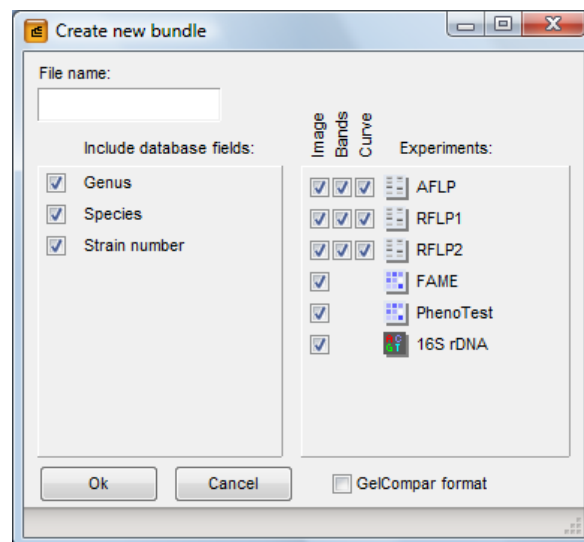 Create new bundle
File name:
Include database fields:
Image
Bands
Curve
Experiments:
Genus
Species
Strain number
AFLP
RFLP1
RFLP2
FAME
PhenoTest
16S rDNA
Ok
Cancel
GelCompar format